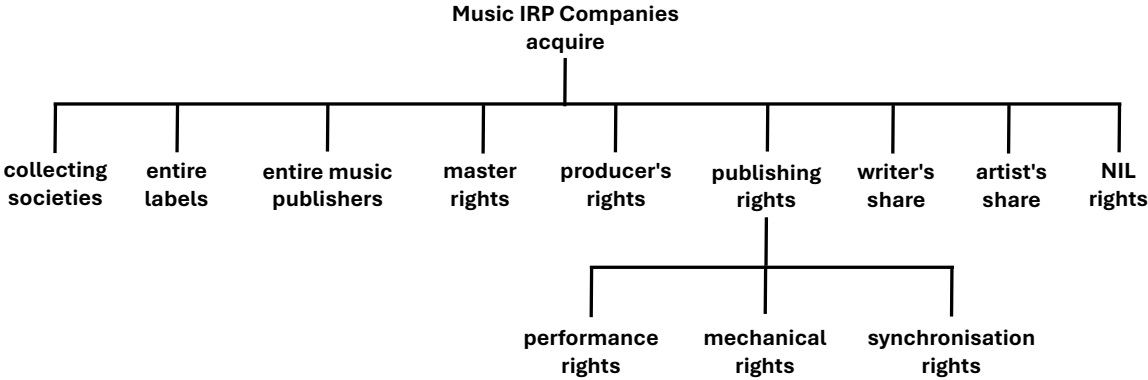 Music IRP Companies
acquire
collecting
societies
entire
labels
entire music
publishers
master
rights
producer's
rights
publishing
rights
writer's
share
artist's
share
NIL
rights
performance
rights
mechanical
rights
synchronisation
rights